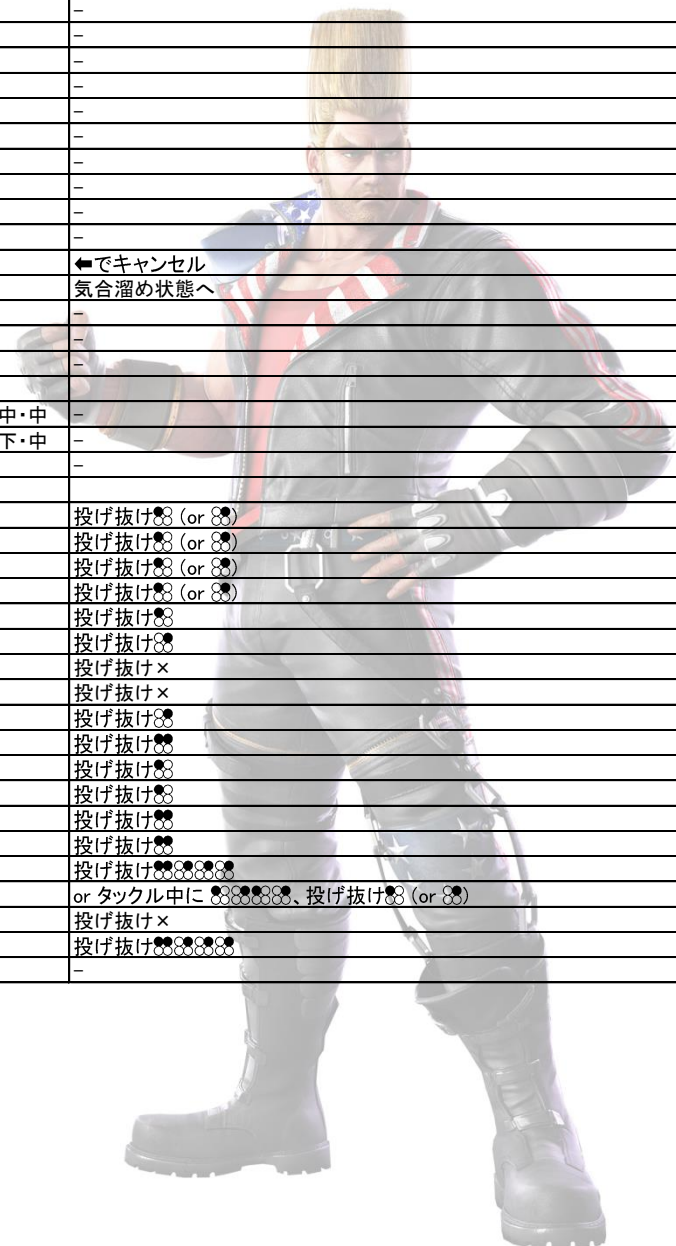 –
–
–
–
–
–
–
–
–
–
⬅でキャンセル
気合溜め状態へ
–
–
–
中・中 –
下・中 –
–
投げ抜け (or )
投げ抜け (or )
投げ抜け (or )
投げ抜け (or )
投げ抜け
投げ抜け
投げ抜け×
投げ抜け×
投げ抜け
投げ抜け
投げ抜け
投げ抜け
投げ抜け
投げ抜け
投げ抜け
or タックル中に 、投げ抜け (or )
投げ抜け×
投げ抜け
–